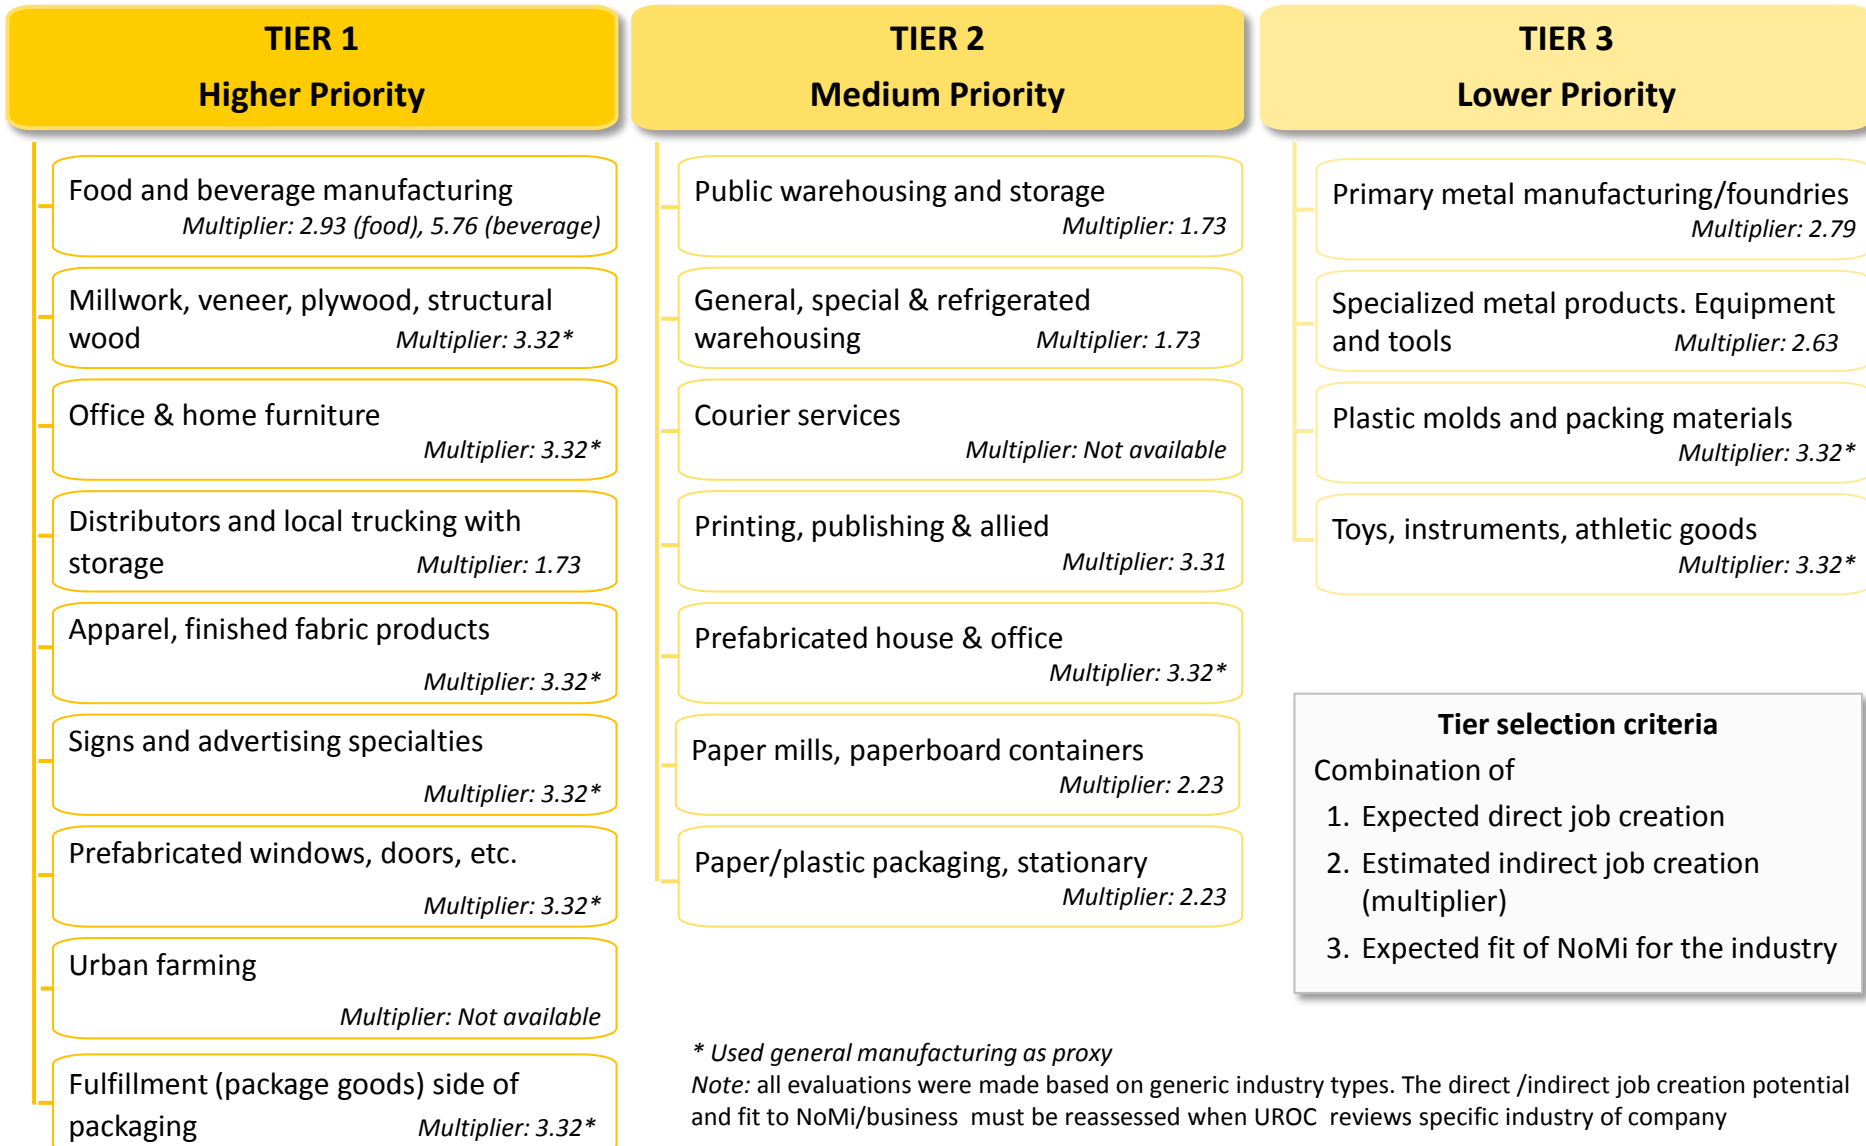 TIER 1
Higher Priority
Food and beverage manufacturing
Multiplier: 2.93 (food), 5.76 (beverage)
Millwork, veneer, plywood, structural
wood Multiplier: 3.32*
Office & home furniture
Multiplier: 3.32*
Distributors and local trucking with
storage Multiplier: 1.73
Apparel, finished fabric products
Multiplier: 3.32*
Signs and advertising specialties
Multiplier: 3.32*
Prefabricated windows, doors, etc.
Multiplier: 3.32*
Urban farming
Multiplier: Not available
Fulfillment (package goods) side of
packaging Multiplier: 3.32*
TIER 2
Medium Priority
Public warehousing and storage
Multiplier: 1.73
General, special & refrigerated
warehousing Multiplier: 1.73
Courier services
Multiplier: Not available
Printing, publishing & allied
Multiplier: 3.31
Prefabricated house & office
Multiplier: 3.32*
Paper mills, paperboard containers
Multiplier: 2.23
Paper/plastic packaging, stationary
Multiplier: 2.23
TIER 3
Lower Priority
Primary metal manufacturing/foundries
Multiplier: 2.79
Specialized metal products. Equipment
and tools Multiplier: 2.63
Plastic molds and packing materials
Multiplier: 3.32*
Toys, instruments, athletic goods
Multiplier: 3.32*
Tier selection criteria
Combination of
1. Expected direct job creation
2. Estimated indirect job creation
(multiplier)
3. Expected fit of NoMi for the industry
* Used general manufacturing as proxy
Note: all evaluations were made based on generic industry types. The direct /indirect job creation potential
and fit to NoMi/business must be reassessed when UROC reviews specific industry of company